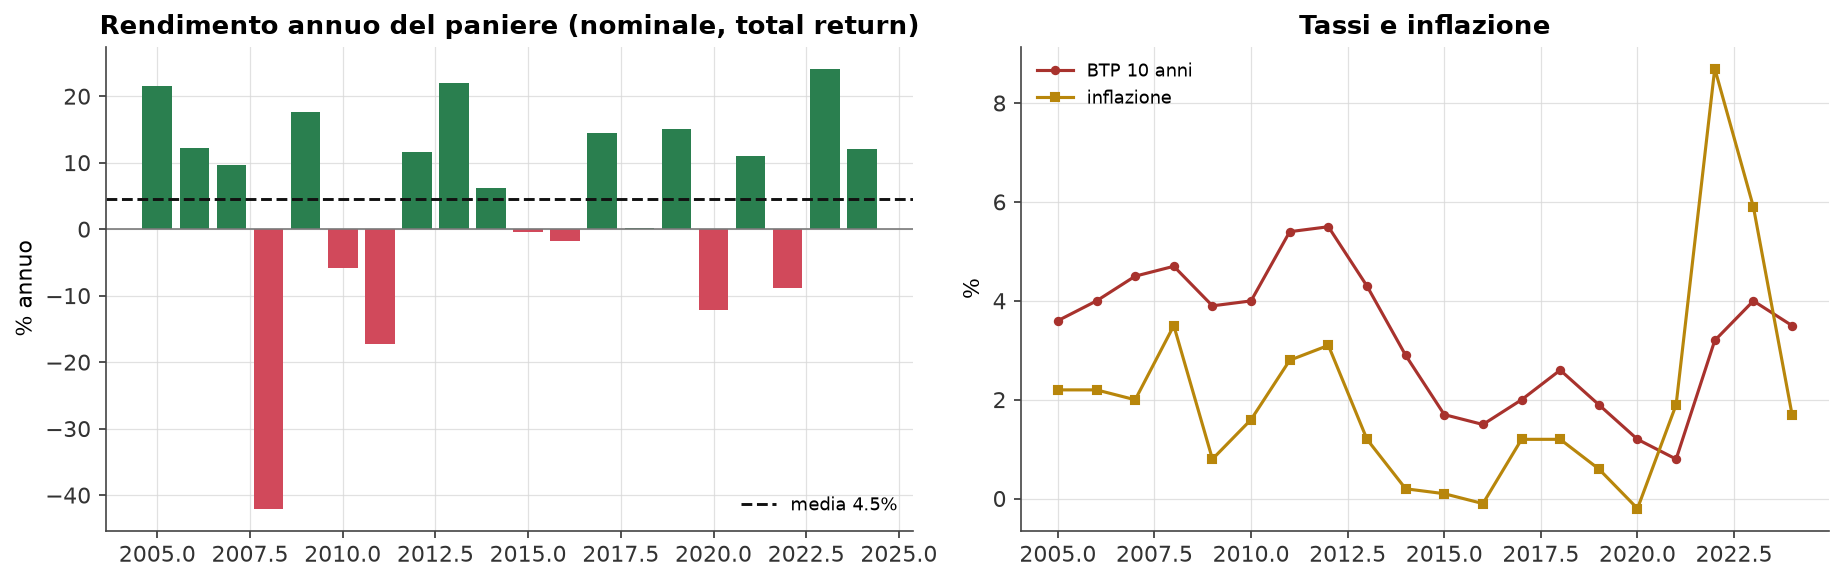 Rendimento annuo del paniere (nominale, total return)
% annuo
20
10
0
−10
−20
−30
−40
media 4.5%
2005.0 2007.5 2010.0 2012.5 2015.0 2017.5 2020.0 2022.5 2025.0
Tassi e inflazione
BTP 10 anni
inflazione
%
8
6
4
2
0
2005.0 2007.5 2010.0 2012.5 2015.0 2017.5 2020.0 2022.5